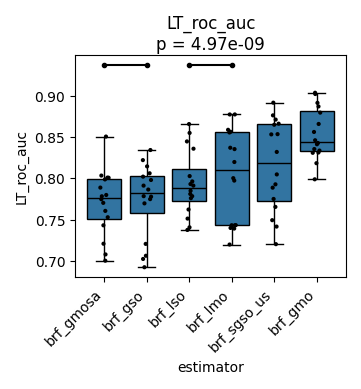 LT_roc_auc
p = 4.97e-09
LT_roc_auc
0.90
0.85
0.80
0.75
0.70
brf_gmosa
brf_gso
brf_lso
brf_lmo
brf_sgso_us
brf_gmo
estimator